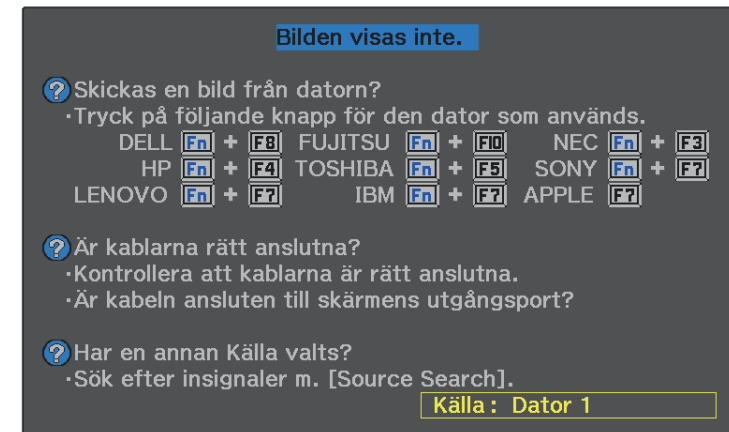 Bilden visas inte.
? Skickas en bild från datorn?
·Tryck på följande knapp för den dator som används.
DELL Fn + F8 FUJITSU Fn + F10 NEC Fn + F3
HP Fn + F4 TOSHIBA Fn + F5 SONY Fn + F7
LENOVO Fn + F7 IBM Fn + F7 APPLE F7
? Är kablarna rätt anslutna?
·Kontrollera att kablarna är rätt anslutna.
·Är kabeln ansluten till skärmens utgångsport?
? Har en annan Källa valts?
·Sök efter insignaler m. [Source Search].
Källa : Dator 1